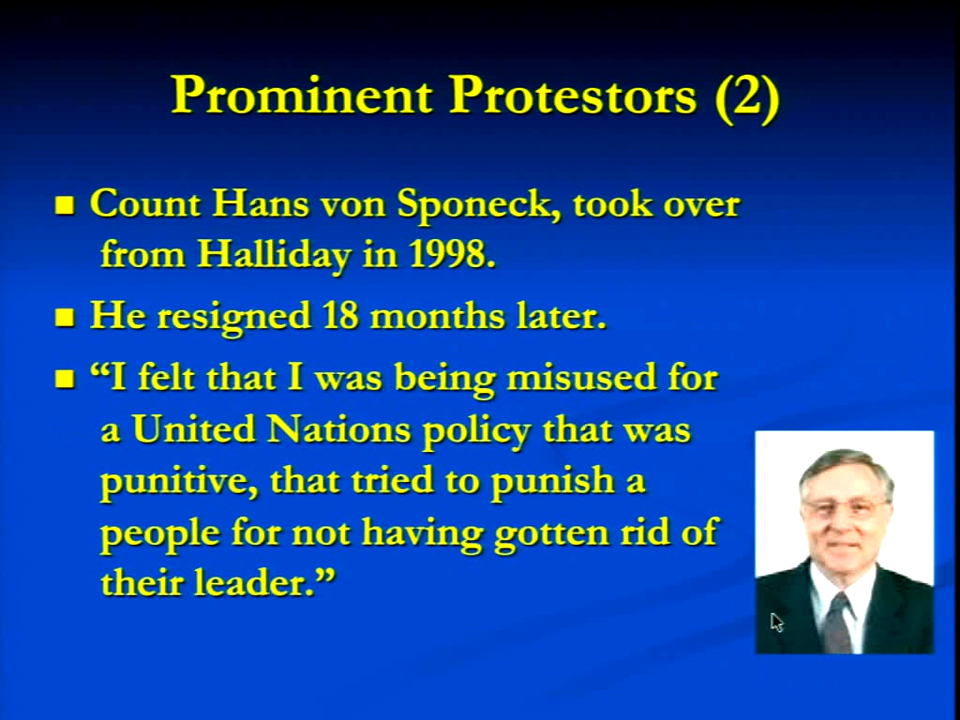 Prominent Protestors (2)
Count Hans von Sponeck, took over
from Halliday in 1998.
He resigned 18 months later.
“I felt that I was being misused for
a United Nations policy that was
punitive, that tried to punish a
people for not having gotten rid of
their leader.”